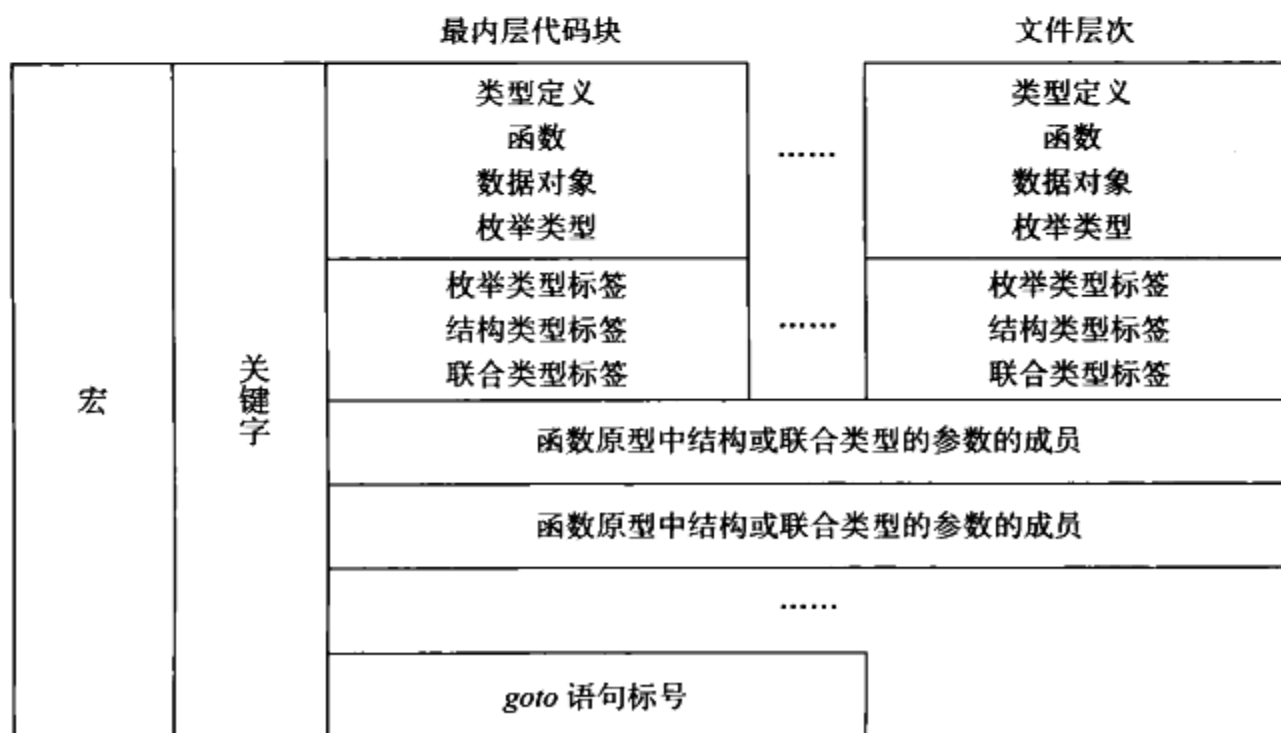 最内层代码块
文件层次
宏
关键字
类型定义
函数
数据对象
枚举类型
……
类型定义
函数
数据对象
枚举类型
枚举类型标签
结构类型标签
联合类型标签
……
枚举类型标签
结构类型标签
联合类型标签
函数原型中结构或联合类型的参数的成员
函数原型中结构或联合类型的参数的成员
……
goto 语句标号